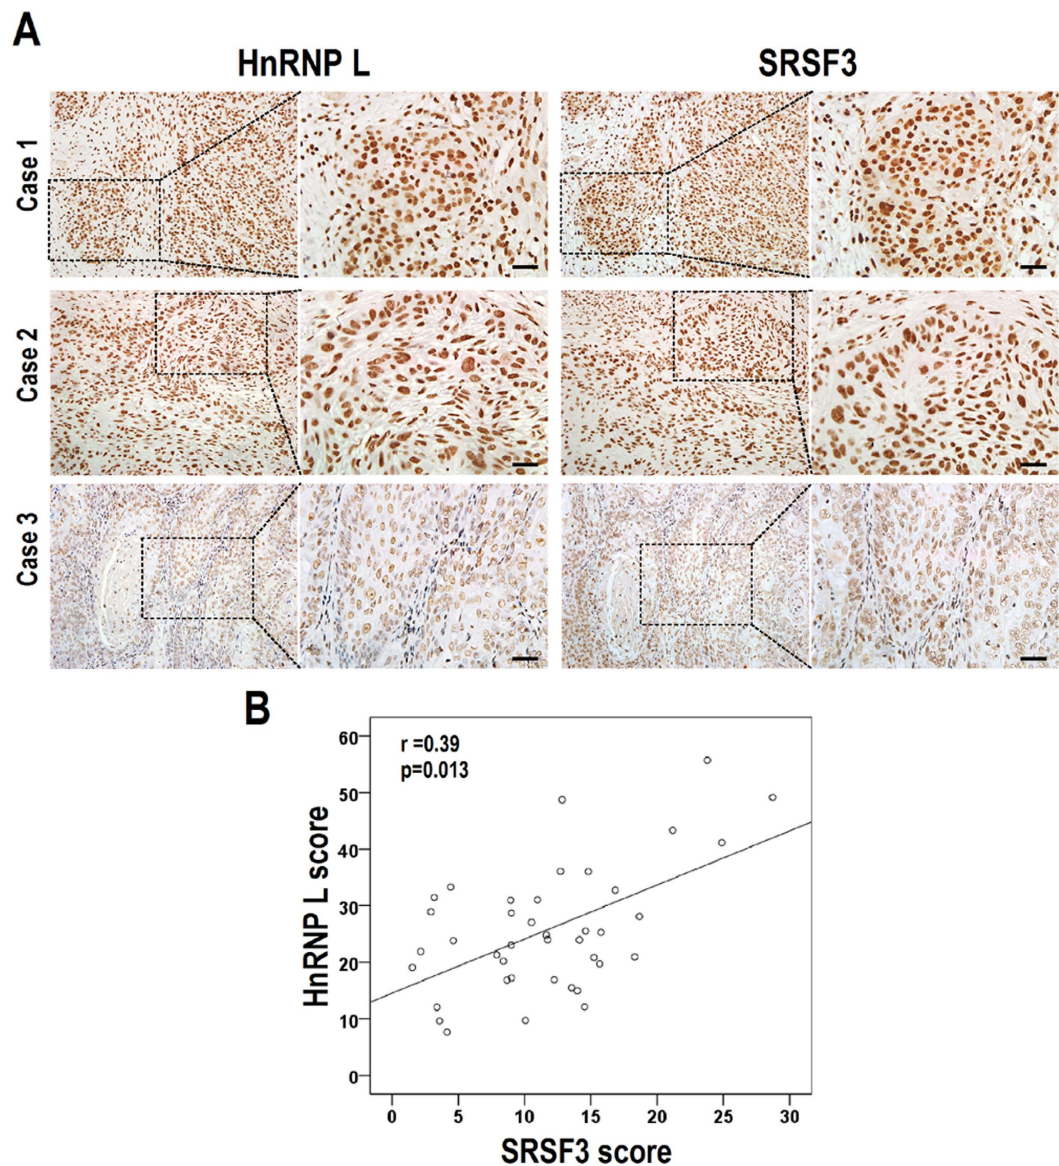 A
HnRNP L
SRSF3
Case 1
Case 2
Case 3
B
r =0.39
p=0.013
HnRNP L score
60
50
40
30
20
10
0
0 5 10 15 20 25 30
SRSF3 score